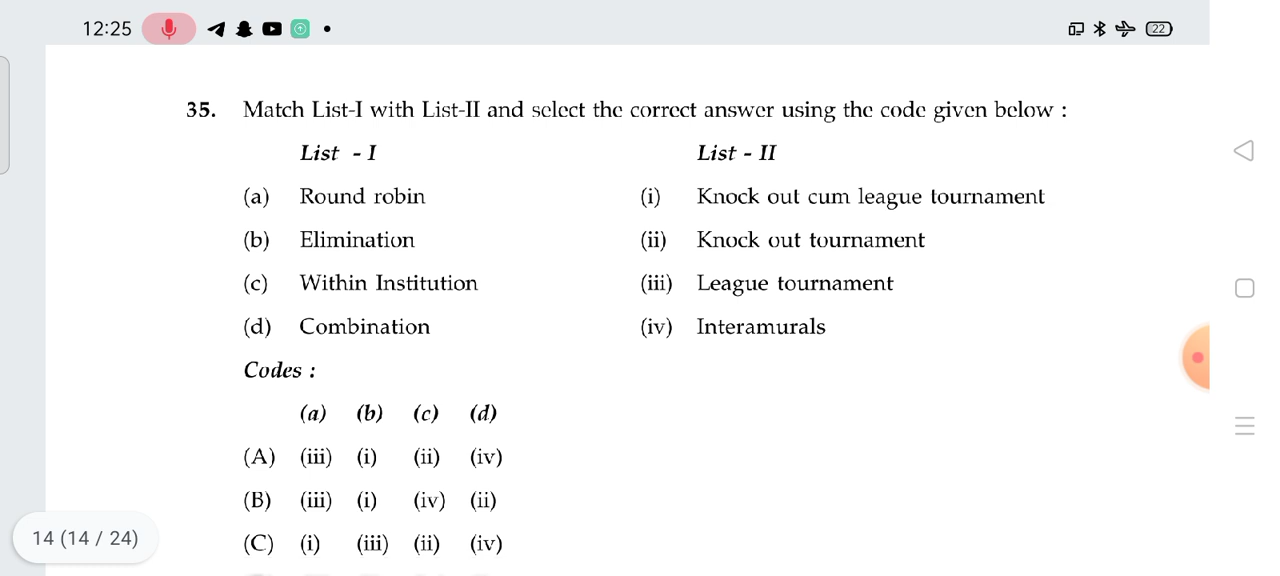 12:25
22
35. Match List-I with List-II and select the correct answer using the code given below :
List - I List - II
(a) Round robin (i) Knock out cum league tournament
(b) Elimination (ii) Knock out tournament
(c) Within Institution (iii) League tournament
(d) Combination (iv) Interamurals
Codes :
(a) (b) (c) (d)
(A) (iii) (i) (ii) (iv)
(B) (iii) (i) (iv) (ii)
14 (14 / 24)
(C) (i) (iii) (ii) (iv)